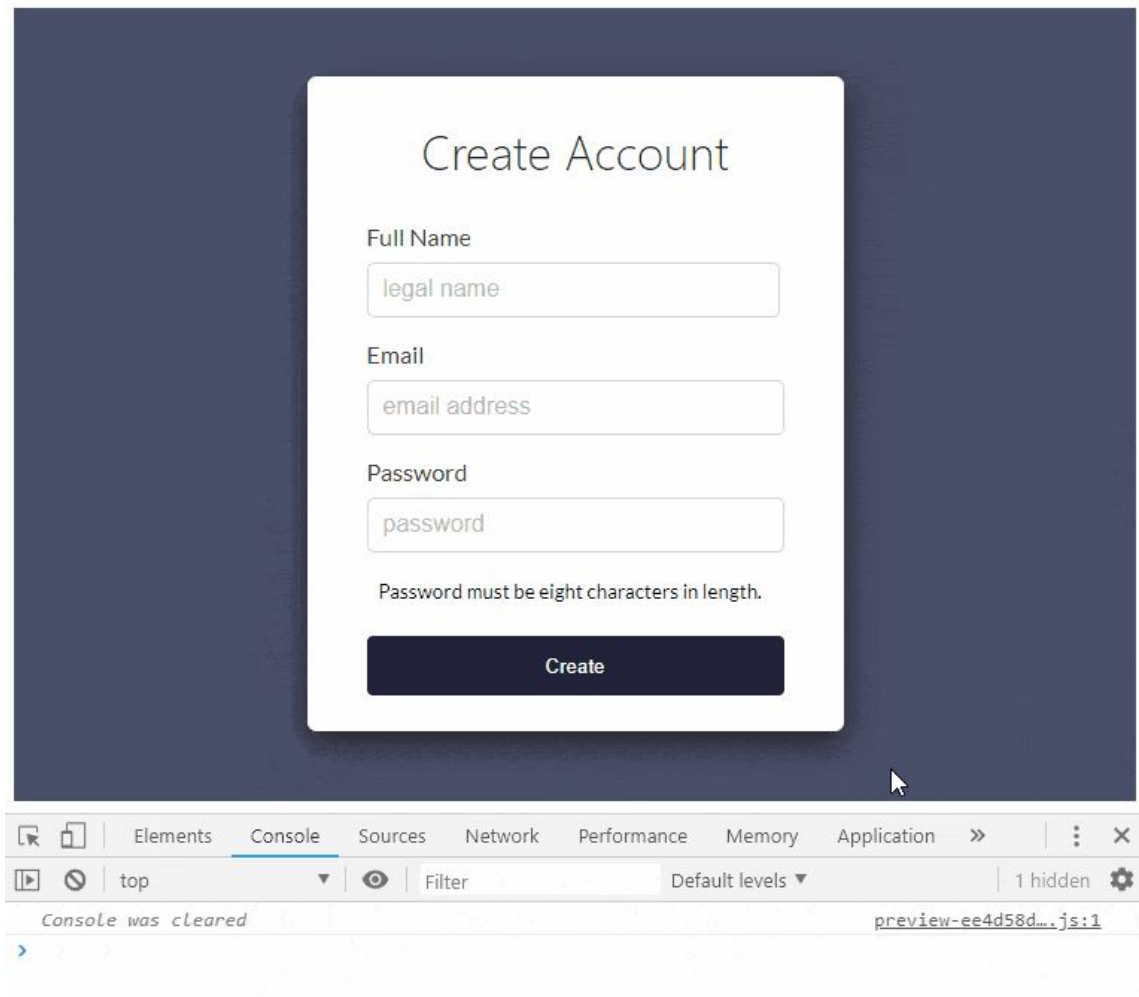 Create Account
Full Name
legal name
Email
email address
Password
password
Password must be eight characters in length.
Create
Elements Console Sources Network Performance Memory Application »
top Filter Default levels ▼ 1 hidden
Console was cleared preview-ee4d58d….js:1
›